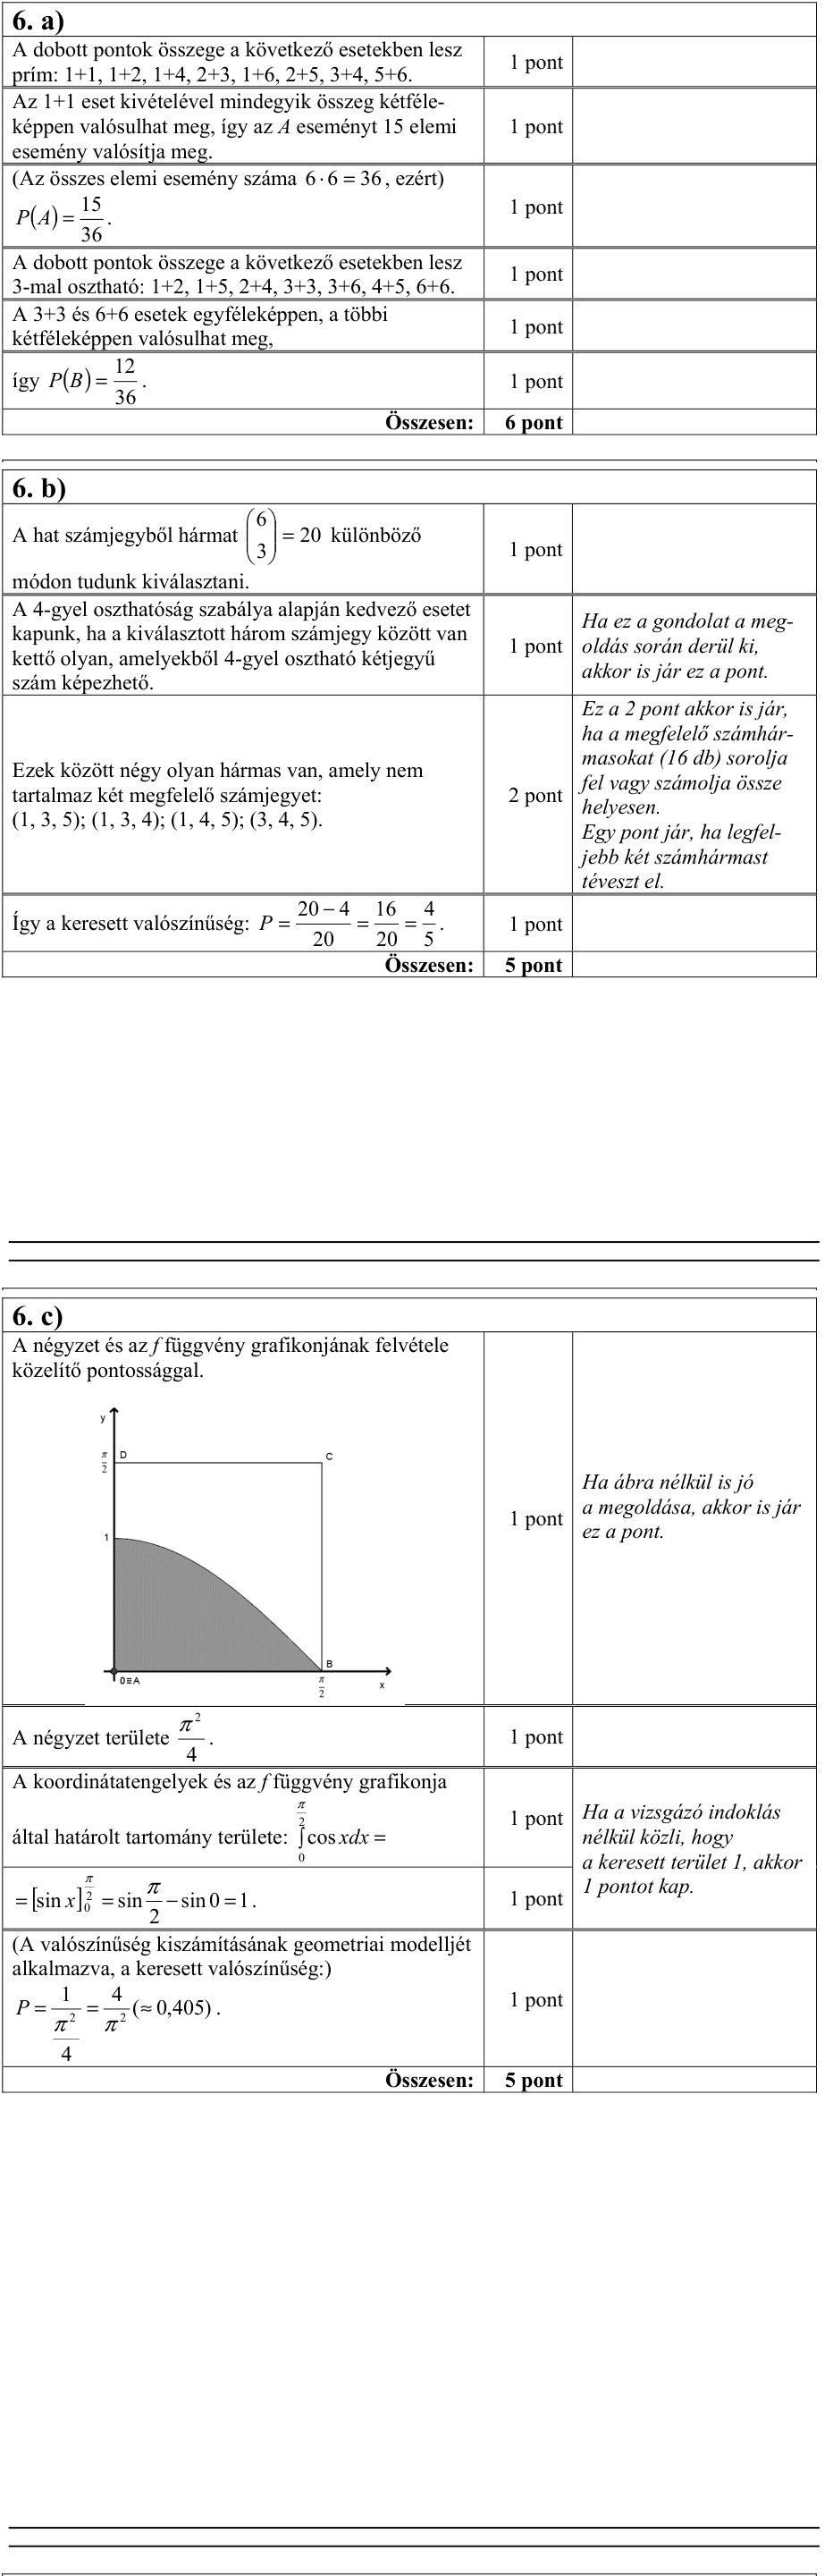 6. a)
A dobott pontok összege a következő esetekben lesz
prím: 1+1, 1+2, 1+4, 2+3, 1+6, 2+5, 3+4, 5+6.
1 pont
Az 1+1 eset kivételével mindegyik összeg kétféle-
képpen valósulhat meg, így az A eseményt 15 elemi
esemény valósítja meg.
1 pont
(Az összes elemi esemény száma 6·6 = 36, ezért)
P(A) = 15/36.
1 pont
A dobott pontok összege a következő esetekben lesz
3-mal osztható: 1+2, 1+5, 2+4, 3+3, 3+6, 4+5, 6+6.
1 pont
A 3+3 és 6+6 esetek egyféleképpen, a többi
kétféleképpen valósulhat meg,
1 pont
így P(B) = 12/36.
1 pont
Összesen: 6 pont
6. b)
A hat számjegyből hármat (6 3) = 20 különböző
módon tudunk kiválasztani.
1 pont
A 4-gyel oszthatóság szabálya alapján kedvező esetet
kapunk, ha a kiválasztott három számjegy között van
kettő olyan, amelyekből 4-gyel osztható kétjegyű
szám képezhető.
1 pont
Ha ez a gondolat a meg-
oldás során derül ki,
akkor is jár ez a pont.
Ezek között négy olyan hármas van, amely nem
tartalmaz két megfelelő számjegyet:
(1, 3, 5); (1, 3, 4); (1, 4, 5); (3, 4, 5).
2 pont
Ez a 2 pont akkor is jár,
ha a megfelelő számhár-
masokat (16 db) sorolja
fel vagy számolja össze
helyesen.
Egy pont jár, ha legfel-
jebb két számhármast
téveszt el.
Így a keresett valószínűség: P = (20 − 4)/20 = 16/20 = 4/5.
1 pont
Összesen: 5 pont
6. c)
A négyzet és az f függvény grafikonjának felvétele
közelítő pontossággal.
y
π/2
D
C
1
0≡A
B
π/2
x
1 pont
Ha ábra nélkül is jó
a megoldása, akkor is jár
ez a pont.
A négyzet területe π²/4.
1 pont
A koordinátatengelyek és az f függvény grafikonja
által határolt tartomány területe: ∫₀^(π/2) cos xdx =
1 pont
Ha a vizsgázó indoklás
nélkül közli, hogy
a keresett terület 1, akkor
1 pontot kap.
= [sin x]₀^(π/2) = sin π/2 − sin 0 = 1.
1 pont
(A valószínűség kiszámításának geometriai modelljét
alkalmazva, a keresett valószínűség:)
P = 1/(π²/4) = 4/π² (≈ 0,405).
1 pont
Összesen: 5 pont